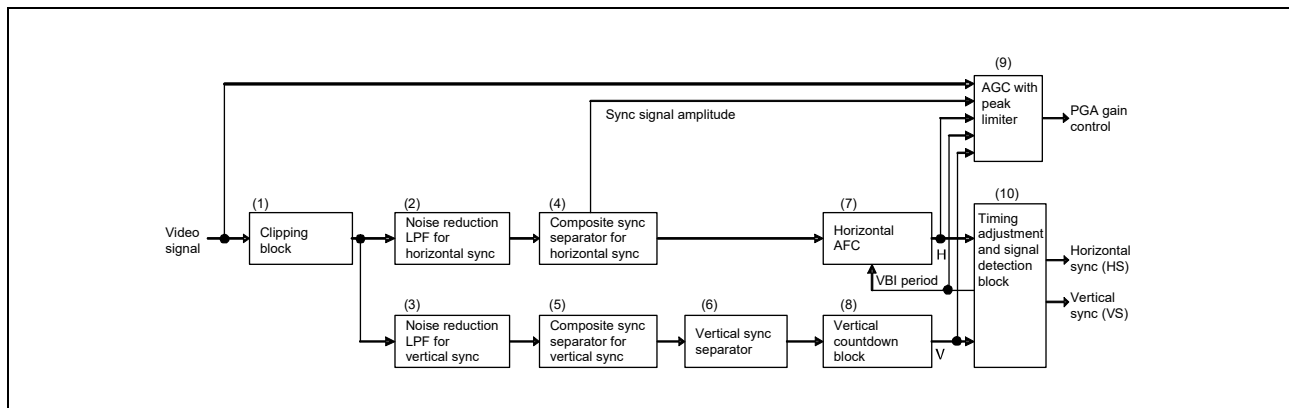 (9)
AGC with
peak
limiter
PGA gain
control
Sync signal amplitude
(1)
Clipping
block
Video
signal
(2)
Noise reduction
LPF for
horizontal sync
(4)
Composite sync
separator for
horizontal sync
(7)
Horizontal
AFC
H
VBI period
(10)
Timing
adjustment
and signal
detection
block
Horizontal
sync (HS)
Vertical
sync (VS)
(3)
Noise reduction
LPF for
vertical sync
(5)
Composite sync
separator for
vertical sync
(6)
Vertical sync
separator
(8)
Vertical
countdown
block
V